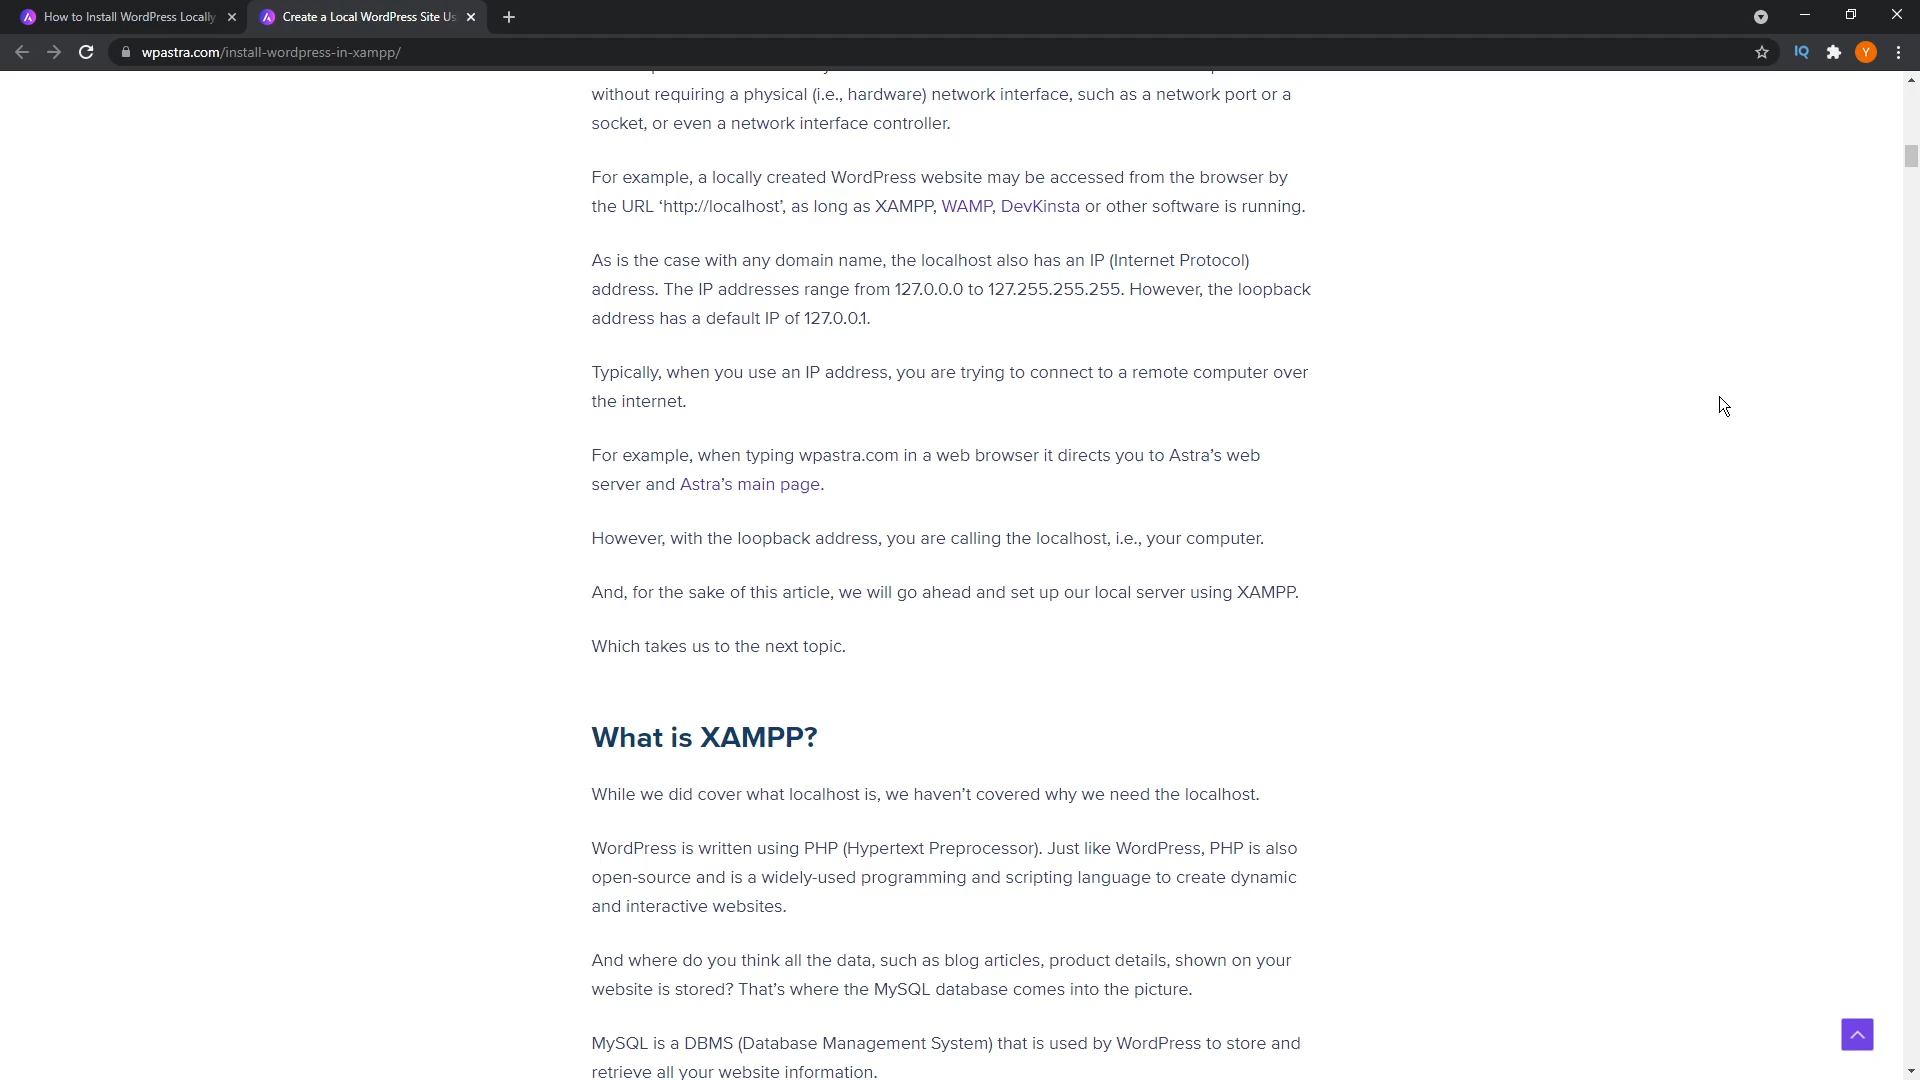 How to Install WordPress Locally
Create a Local WordPress Site Us
wpastra.com/install-wordpress-in-xampp/
IQ
Y
without requiring a physical (i.e., hardware) network interface, such as a network port or a
socket, or even a network interface controller.
For example, a locally created WordPress website may be accessed from the browser by
the URL ‘http://localhost’, as long as XAMPP, WAMP, DevKinsta or other software is running.
As is the case with any domain name, the localhost also has an IP (Internet Protocol)
address. The IP addresses range from 127.0.0.0 to 127.255.255.255. However, the loopback
address has a default IP of 127.0.0.1.
Typically, when you use an IP address, you are trying to connect to a remote computer over
the internet.
For example, when typing wpastra.com in a web browser it directs you to Astra’s web
server and Astra’s main page.
However, with the loopback address, you are calling the localhost, i.e., your computer.
And, for the sake of this article, we will go ahead and set up our local server using XAMPP.
Which takes us to the next topic.
What is XAMPP?
While we did cover what localhost is, we haven’t covered why we need the localhost.
WordPress is written using PHP (Hypertext Preprocessor). Just like WordPress, PHP is also
open-source and is a widely-used programming and scripting language to create dynamic
and interactive websites.
And where do you think all the data, such as blog articles, product details, shown on your
website is stored? That’s where the MySQL database comes into the picture.
MySQL is a DBMS (Database Management System) that is used by WordPress to store and
retrieve all your website information.